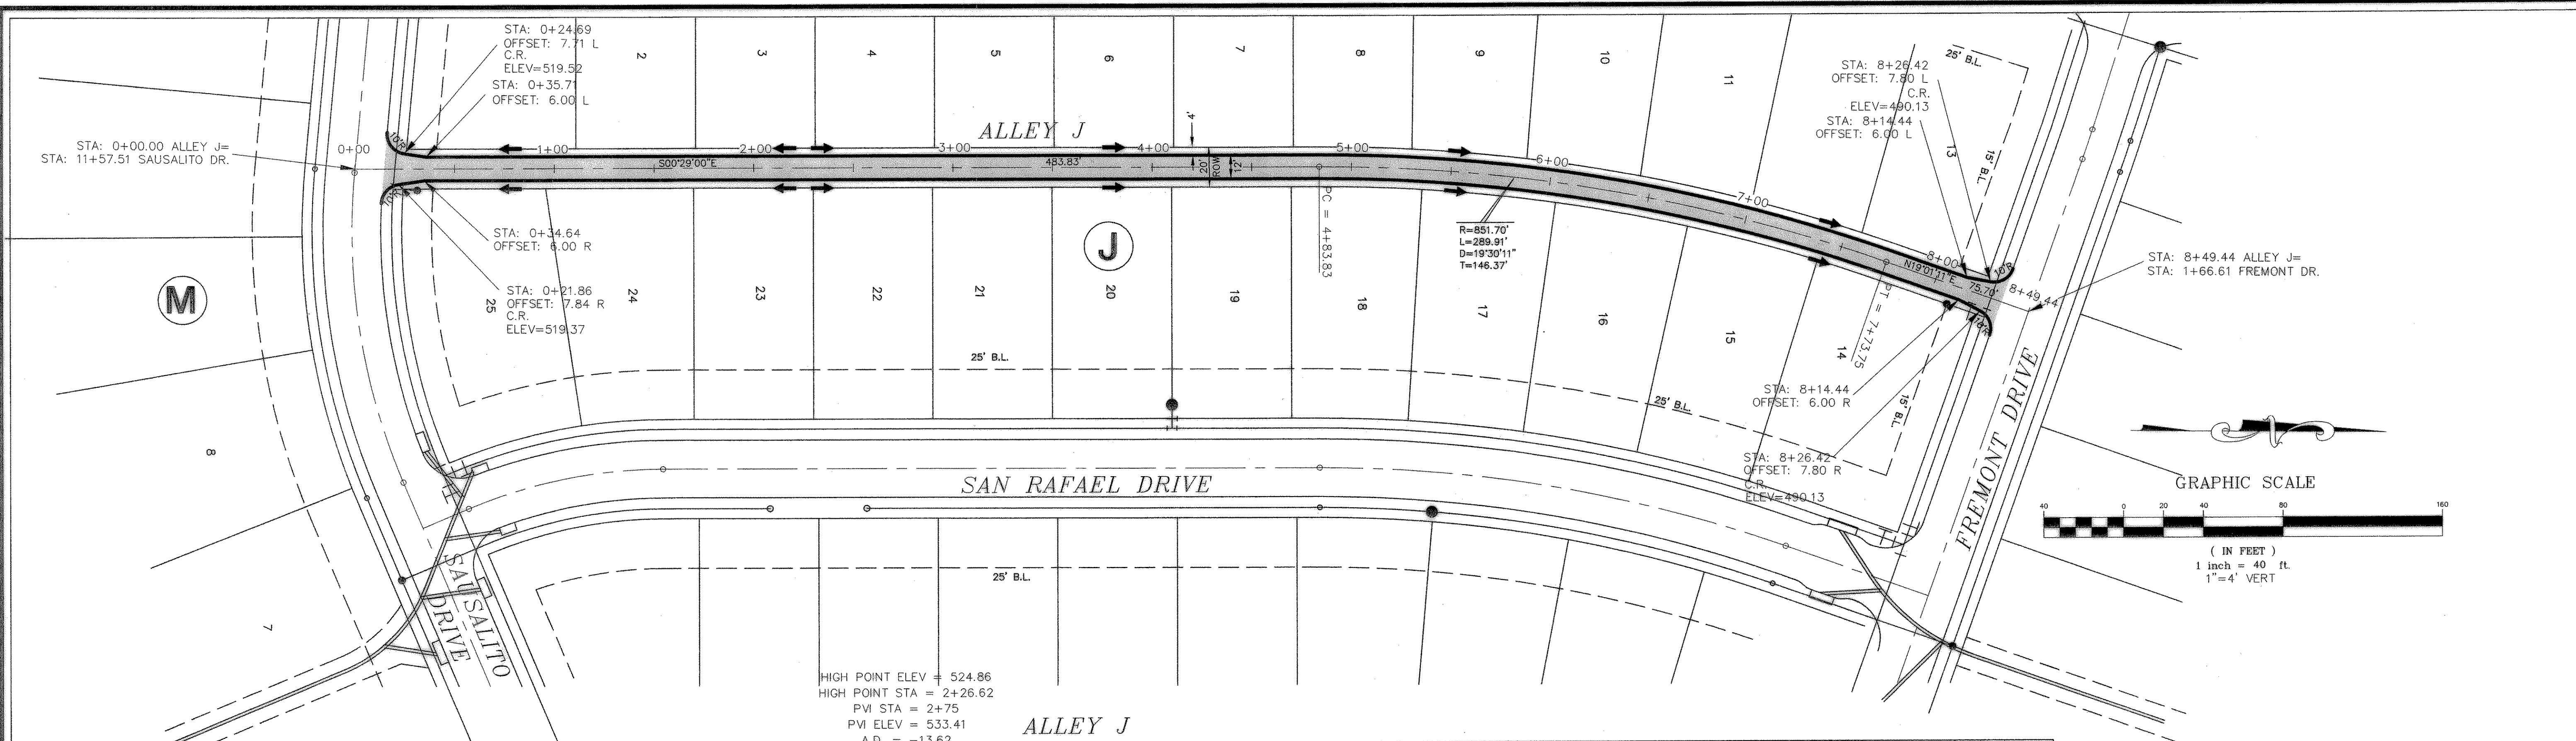 STA: 0+24.69
OFFSET: 7.71 L
C.R.
ELEV=519.52
STA: 0+35.71
OFFSET: 6.00 L
2
3
4
5
6
7
8
9
10
11
25' B.L.
STA: 8+26.42
OFFSET: 7.80 L
C.R.
ELEV=490.13
STA: 8+14.44
OFFSET: 6.00 L
13
15' B.L.
STA: 0+00.00 ALLEY J=
STA: 11+57.51 SAUSALITO DR.
0+00
10'R
ALLEY J
4'
1+00
2+00
3+00
4+00
5+00
6+00
7+00
8+00
S00°29'00"E
483.83'
20'
ROW
12'
PC = 4+83.83
N19°01'11"E
75.70'
10'R
8+49.44
10'R
10'R
STA: 0+34.64
OFFSET: 6.00 R
J
R=851.70'
L=289.91'
D=19°30'11"
T=146.37'
STA: 8+49.44 ALLEY J=
STA: 1+66.61 FREMONT DR.
M
STA: 0+21.86
OFFSET: 7.84 R
C.R.
ELEV=519.37
25
24
23
22
21
20
19
18
17
16
15
14
PT = 7+73.75
25' B.L.
25' B.L.
STA: 8+14.44
OFFSET: 6.00 R
15' B.L.
STA: 8+26.42
OFFSET: 7.80 R
C.R.
ELEV=490.13
8
SAN RAFAEL DRIVE
FREMONT DRIVE
GRAPHIC SCALE
40 0 20 40 80 160
( IN FEET )
1 inch = 40 ft.
1"=4' VERT
25' B.L.
SAUSALITO
DRIVE
7
HIGH POINT ELEV = 524.86
HIGH POINT STA = 2+26.62
PVI STA = 2+75
PVI ELEV = 533.41
A.D. = -13.62
ALLEY J